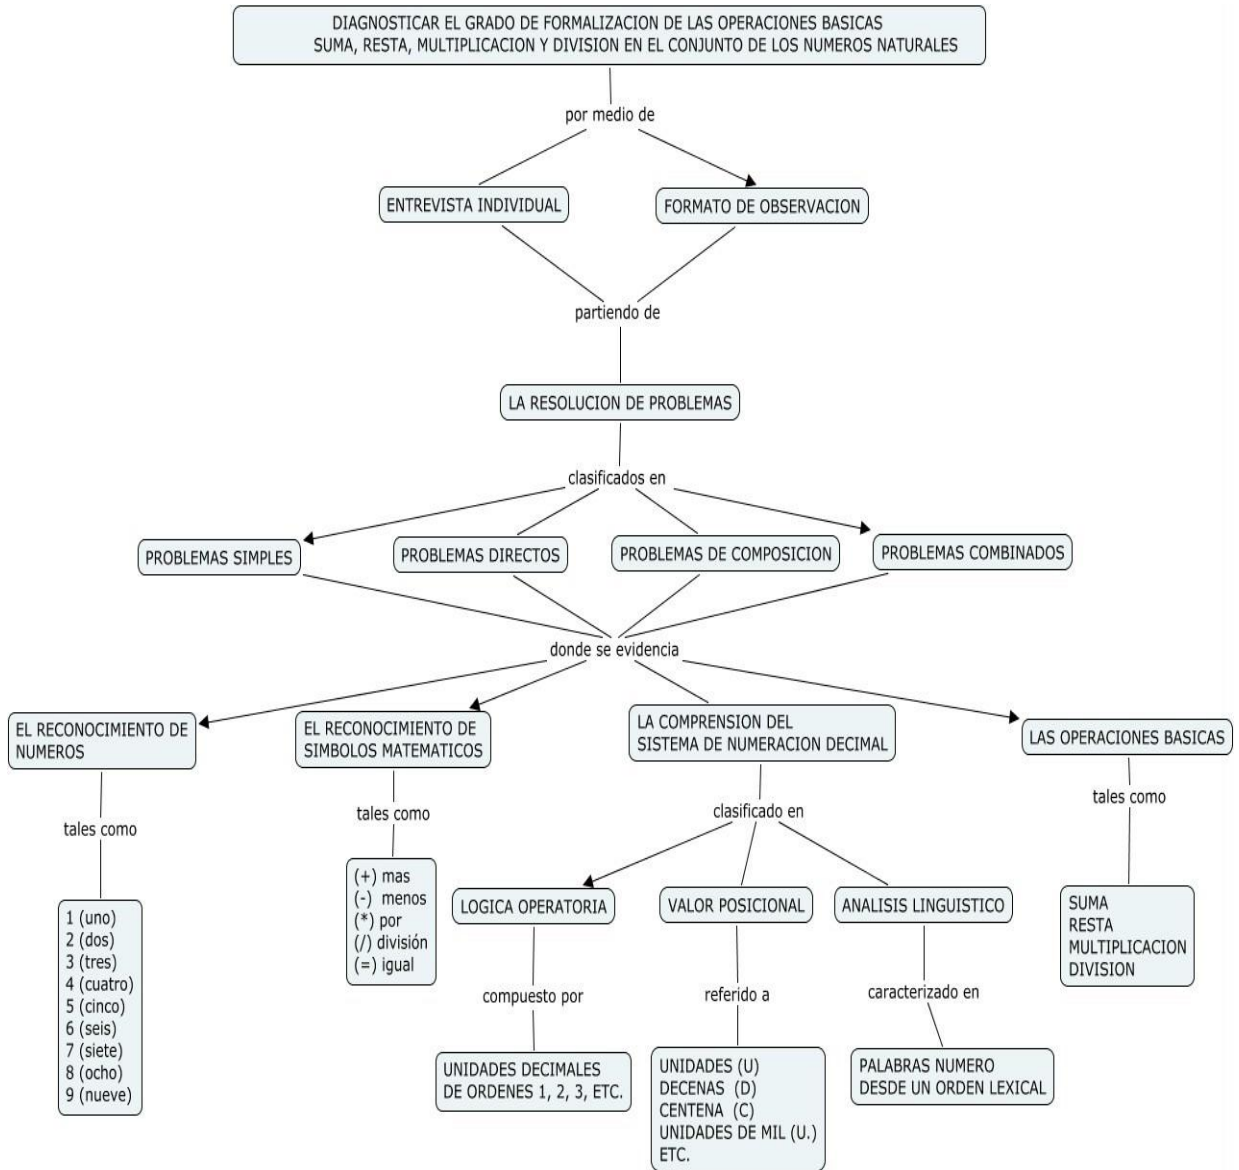 DIAGNOSTICAR EL GRADO DE FORMALIZACION DE LAS OPERACIONES BASICAS
SUMA, RESTA, MULTIPLICACION Y DIVISION EN EL CONJUNTO DE LOS NUMEROS NATURALES
por medio de
ENTREVISTA INDIVIDUAL
FORMATO DE OBSERVACION
partiendo de
LA RESOLUCION DE PROBLEMAS
clasificados en
PROBLEMAS SIMPLES
PROBLEMAS DIRECTOS
PROBLEMAS DE COMPOSICION
PROBLEMAS COMBINADOS
donde se evidencia
EL RECONOCIMIENTO DE
NUMEROS
EL RECONOCIMIENTO DE
SIMBOLOS MATEMATICOS
LA COMPRENSION DEL
SISTEMA DE NUMERACION DECIMAL
LAS OPERACIONES BASICAS
tales como
tales como
clasificado en
tales como
1 (uno)
2 (dos)
3 (tres)
4 (cuatro)
5 (cinco)
6 (seis)
7 (siete)
8 (ocho)
9 (nueve)
(+) mas
(-) menos
(*) por
(/) división
(=) igual
LOGICA OPERATORIA
VALOR POSICIONAL
ANALISIS LINGUISTICO
SUMA
RESTA
MULTIPLICACION
DIVISION
compuesto por
referido a
caracterizado en
UNIDADES DECIMALES
DE ORDENES 1, 2, 3, ETC.
UNIDADES (U)
DECENAS (D)
CENTENA (C)
UNIDADES DE MIL (U.)
ETC.
PALABRAS NUMERO
DESDE UN ORDEN LEXICAL